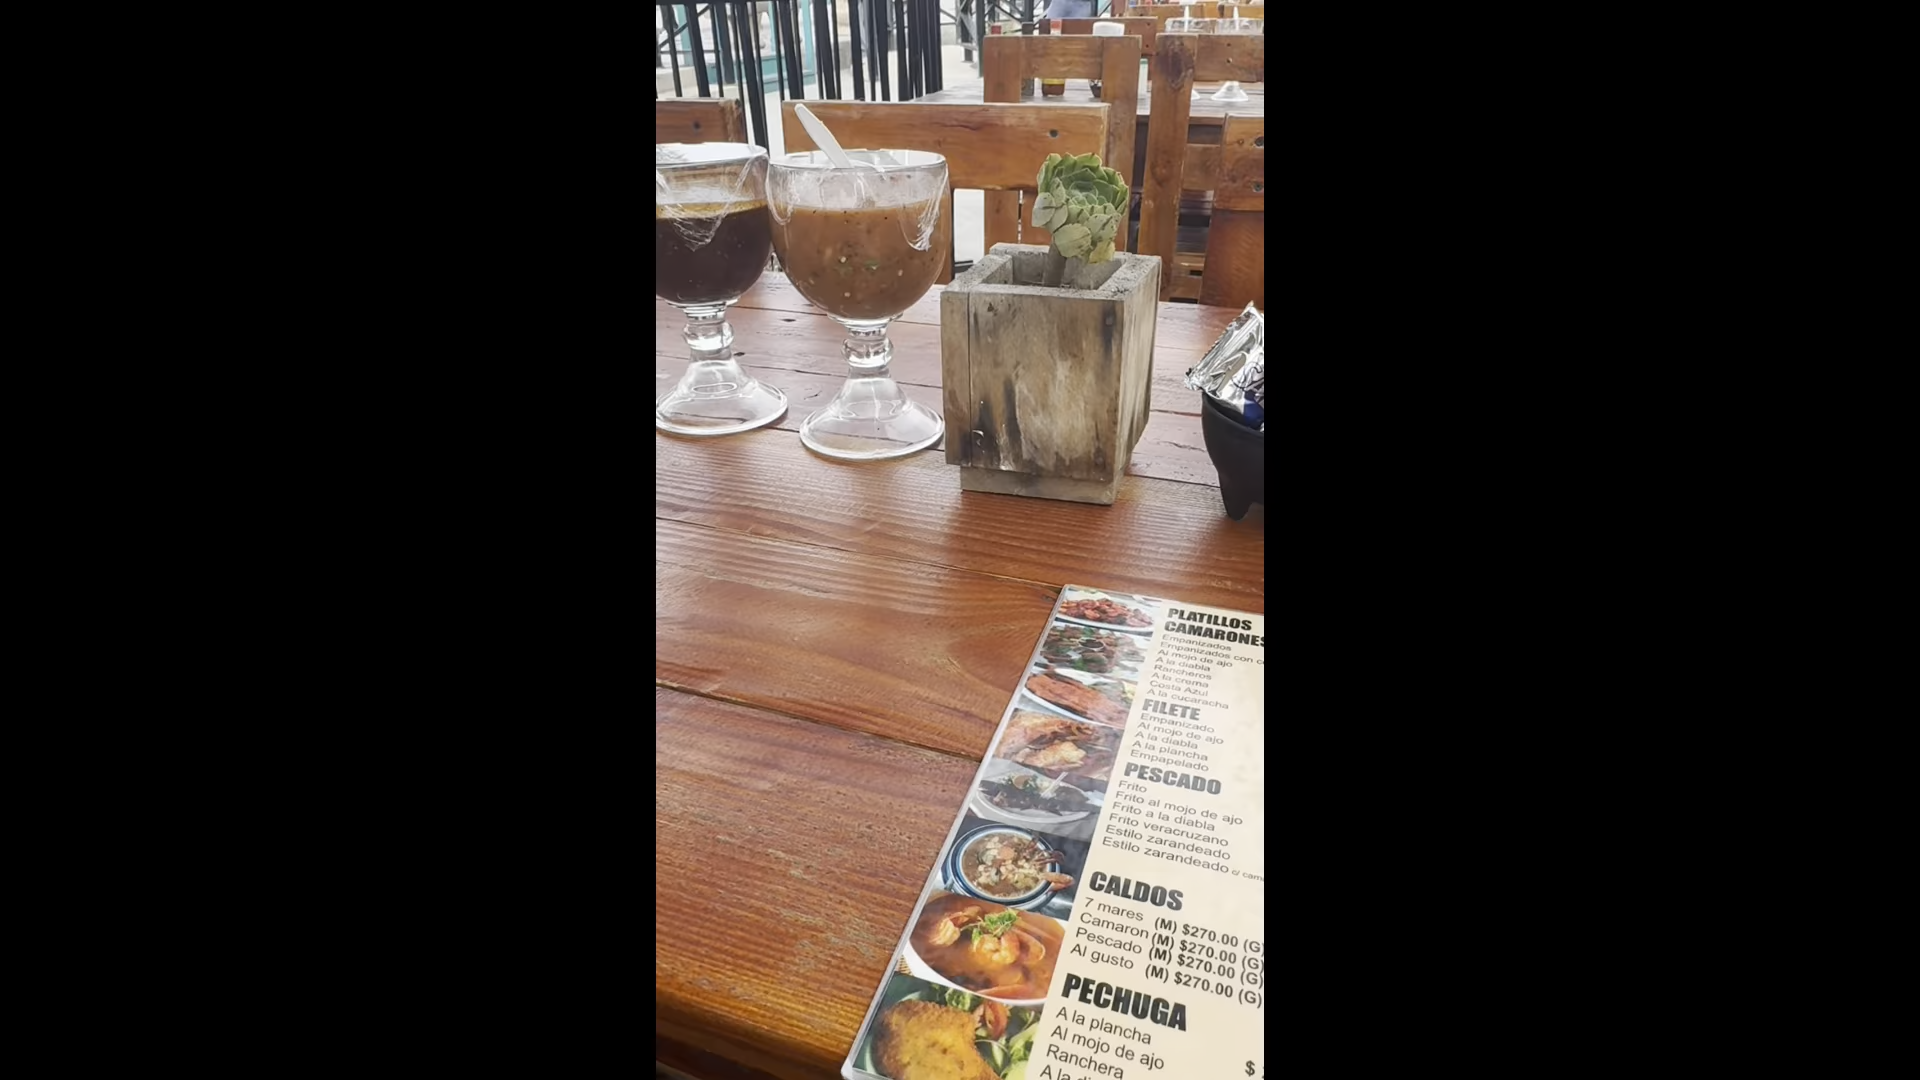 PLATILLOS
CAMARONES
Empanizados
Empanizados con
Al mojo de ajo
A la diabla
Rancheros
A la crema
Costa Azul
A la cucaracha
FILETE
Empanizado
Al mojo de ajo
A la diabla
A la plancha
Empapelado
PESCADO
Frito
Frito al mojo de ajo
Frito a la diabla
Frito veracruzano
Estilo zarandeado
Estilo zarandeado c/
CALDOS
7 mares (M) $270.00 (G)
Camaron (M) $270.00 (G)
Pescado (M) $270.00 (G)
Al gusto (M) $270.00 (G)
PECHUGA
A la plancha
Al mojo de ajo
Ranchera $
A la